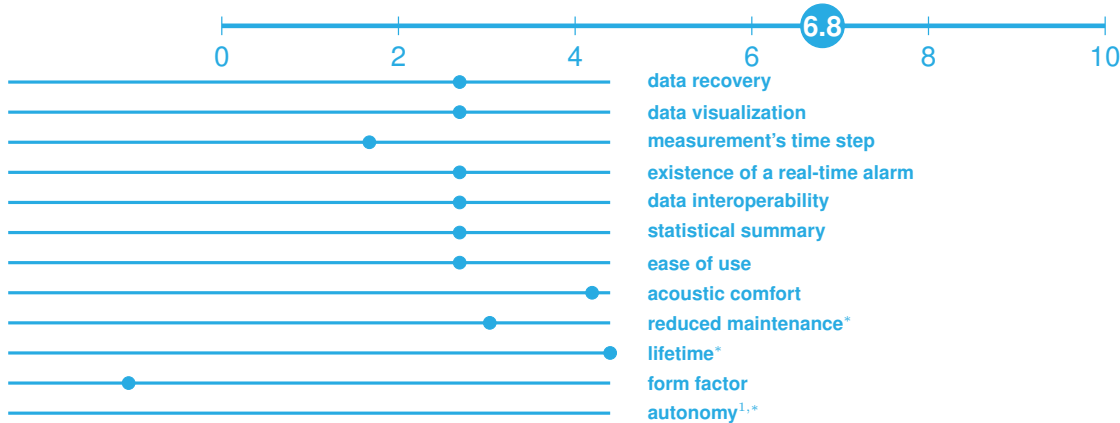 6.8
0 2 4 6 8 10
data recovery
data visualization
measurement's time step
existence of a real-time alarm
data interoperability
statistical summary
ease of use
acoustic comfort
reduced maintenance*
lifetime*
form factor
autonomy¹,*